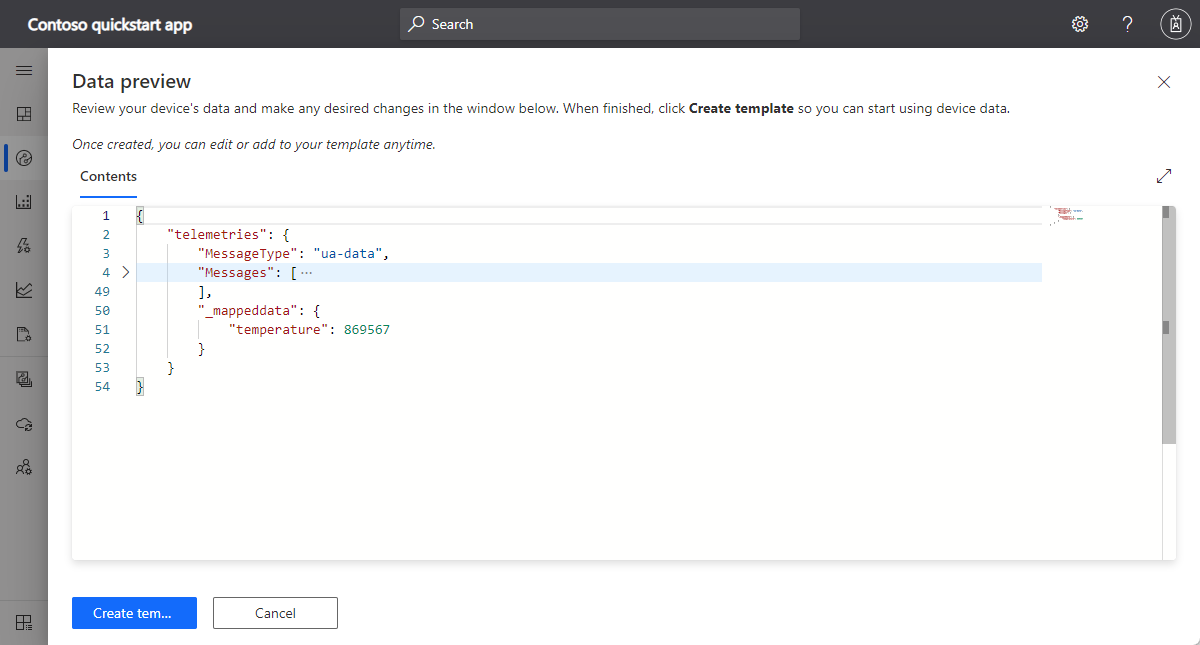 Contoso quickstart app
Search
?
Data preview
Review your device's data and make any desired changes in the window below. When finished, click Create template so you can start using device data.
Once created, you can edit or add to your template anytime.
Contents
1 {
2 "telemetries": {
3 "MessageType": "ua-data",
4 "Messages": [ ···
49 ],
50 "_mappeddata": {
51 "temperature": 869567
52 }
53 }
54 }
Create tem...
Cancel